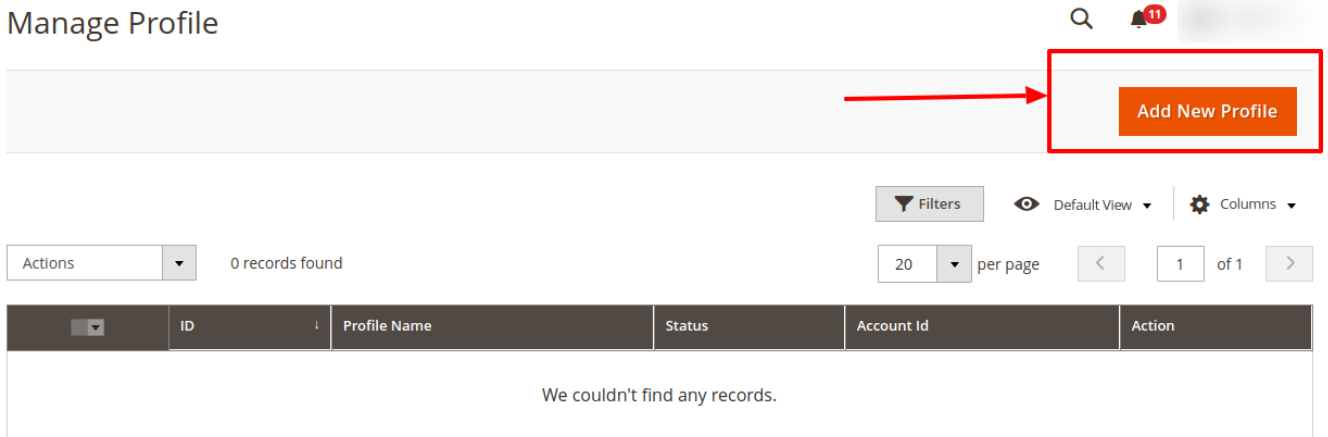 Manage Profile
11
Add New Profile
Filters
Default View
Columns
Actions
0 records found
20
per page
1
of 1
ID
Profile Name
Status
Account Id
Action
We couldn't find any records.